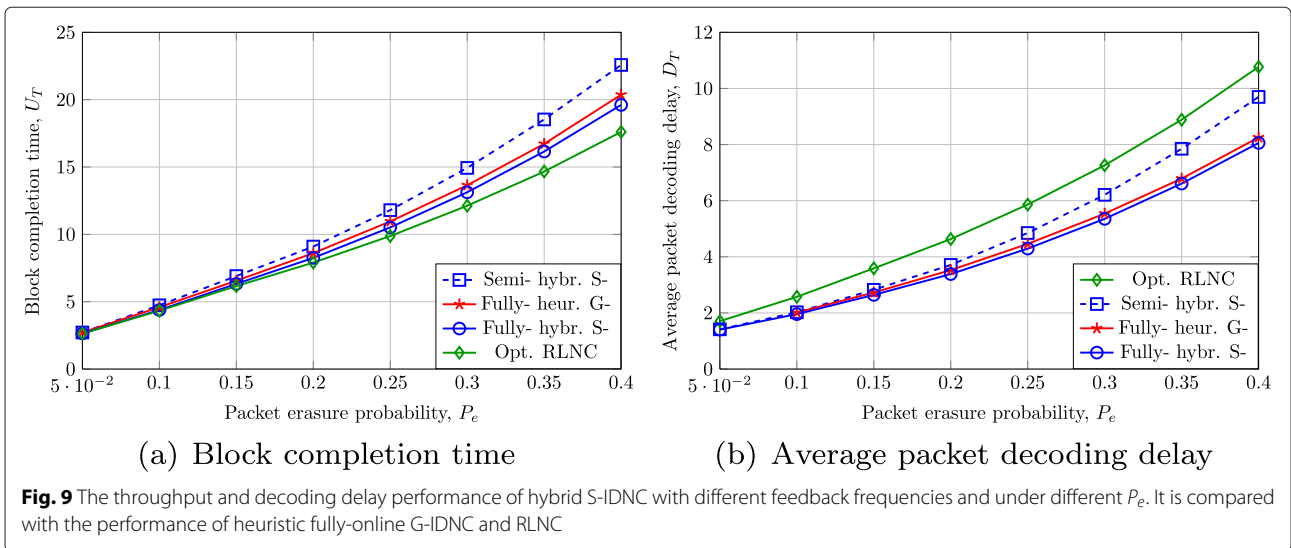 25
20
15
10
5
0
Block completion time, U_T
5 · 10^−2 0.1 0.15 0.2 0.25 0.3 0.35 0.4
Packet erasure probability, P_e
Semi- hybr. S-
Fully- heur. G-
Fully- hybr. S-
Opt. RLNC
(a) Block completion time
12
10
8
6
4
2
0
Average packet decoding delay, D_T
5 · 10^−2 0.1 0.15 0.2 0.25 0.3 0.35 0.4
Packet erasure probability, P_e
Opt. RLNC
Semi- hybr. S-
Fully- heur. G-
Fully- hybr. S-
(b) Average packet decoding delay
Fig. 9 The throughput and decoding delay performance of hybrid S-IDNC with different feedback frequencies and under different P_e. It is compared
with the performance of heuristic fully-online G-IDNC and RLNC